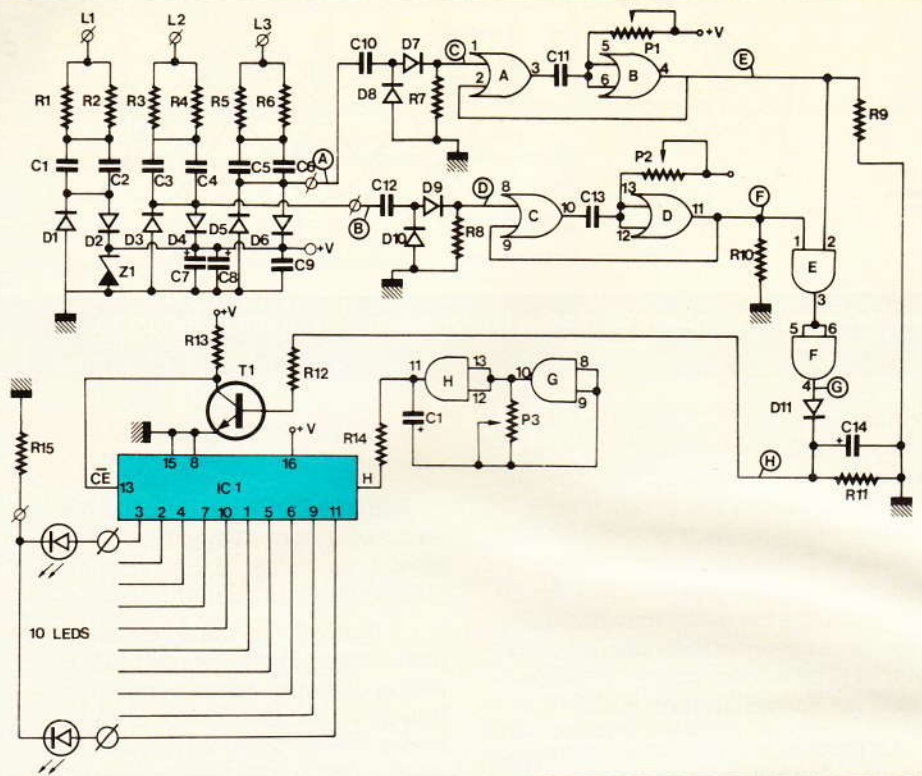 L1 L2 L3
R1 R2 R3 R4 R5 R6
C1 C2 C3 C4 C5 C6
D1 D2 D3 D4 D5 D6
Z1 C7 C8 C9 +V
A
B
C10 D7 C 1 A 3 C11 5 P1 +V
D8 R7 2 6 B 4 E
R9
C12 D9 D 8 C 10 C13 13 P2
D10 R8 9 12 D 11 F
R10
1 2
E
3
5 6
F
4 G
D11
+ C14
H
R11
+V
R13 T1 R12
11 H 13 10 G 8
12 9
C1 + P3
R14
R15
15 8 +V
16
CE 13 IC 1 H
3 2 4 7 10 1 5 6 9 11
10 LEDS